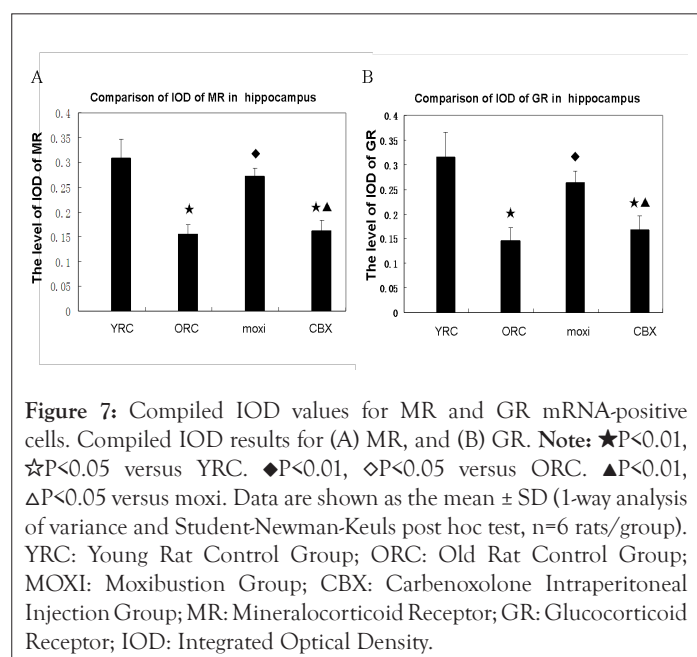 A
Comparison of IOD of MR in hippocampus
The level of IOD of MR
0.4
0.35
0.3
0.25
0.2
0.15
0.1
0.05
0
★
◆
★▲
YRC ORC moxi CBX
B
Comparison of IOD of GR in hippocampus
The level of IOD of GR
0.4
0.35
0.3
0.25
0.2
0.15
0.1
0.05
0
★
◆
★▲
YRC ORC moxi CBX
Figure 7: Compiled IOD values for MR and GR mRNA-positive
cells. Compiled IOD results for (A) MR, and (B) GR. Note: ★P<0.01,
☆P<0.05 versus YRC. ◆P<0.01, ◇P<0.05 versus ORC. ▲P<0.01,
△P<0.05 versus moxi. Data are shown as the mean ± SD (1-way analysis
of variance and Student-Newman-Keuls post hoc test, n=6 rats/group).
YRC: Young Rat Control Group; ORC: Old Rat Control Group;
MOXI: Moxibustion Group; CBX: Carbenoxolone Intraperitoneal
Injection Group; MR: Mineralocorticoid Receptor; GR: Glucocorticoid
Receptor; IOD: Integrated Optical Density.